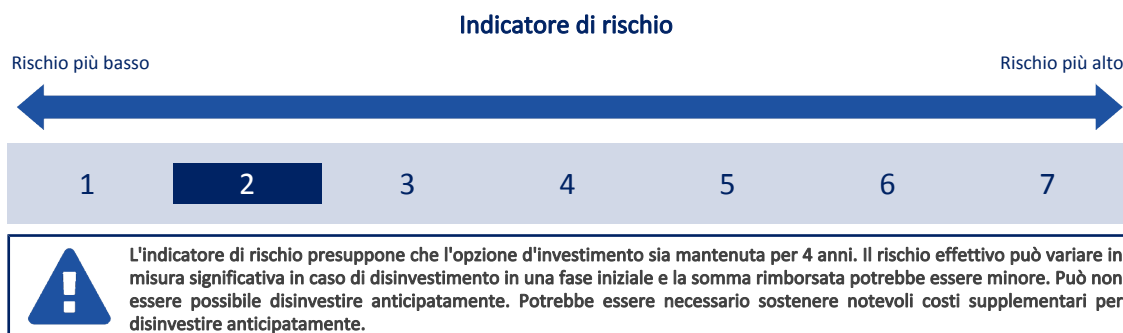 Indicatore di rischio
Rischio più basso
Rischio più alto
1 2 3 4 5 6 7
L'indicatore di rischio presuppone che l'opzione d'investimento sia mantenuta per 4 anni. Il rischio effettivo può variare in
misura significativa in caso di disinvestimento in una fase iniziale e la somma rimborsata potrebbe essere minore. Può non
essere possibile disinvestire anticipatamente. Potrebbe essere necessario sostenere notevoli costi supplementari per
disinvestire anticipatamente.